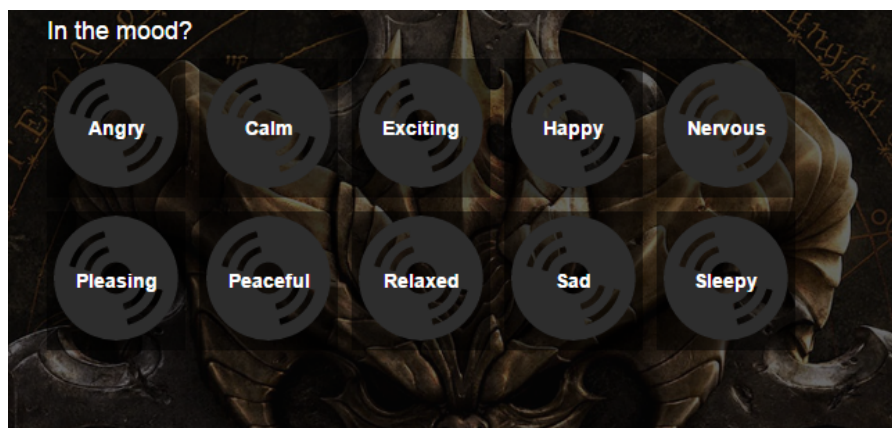 In the mood?
Angry Calm Exciting Happy Nervous
Pleasing Peaceful Relaxed Sad Sleepy